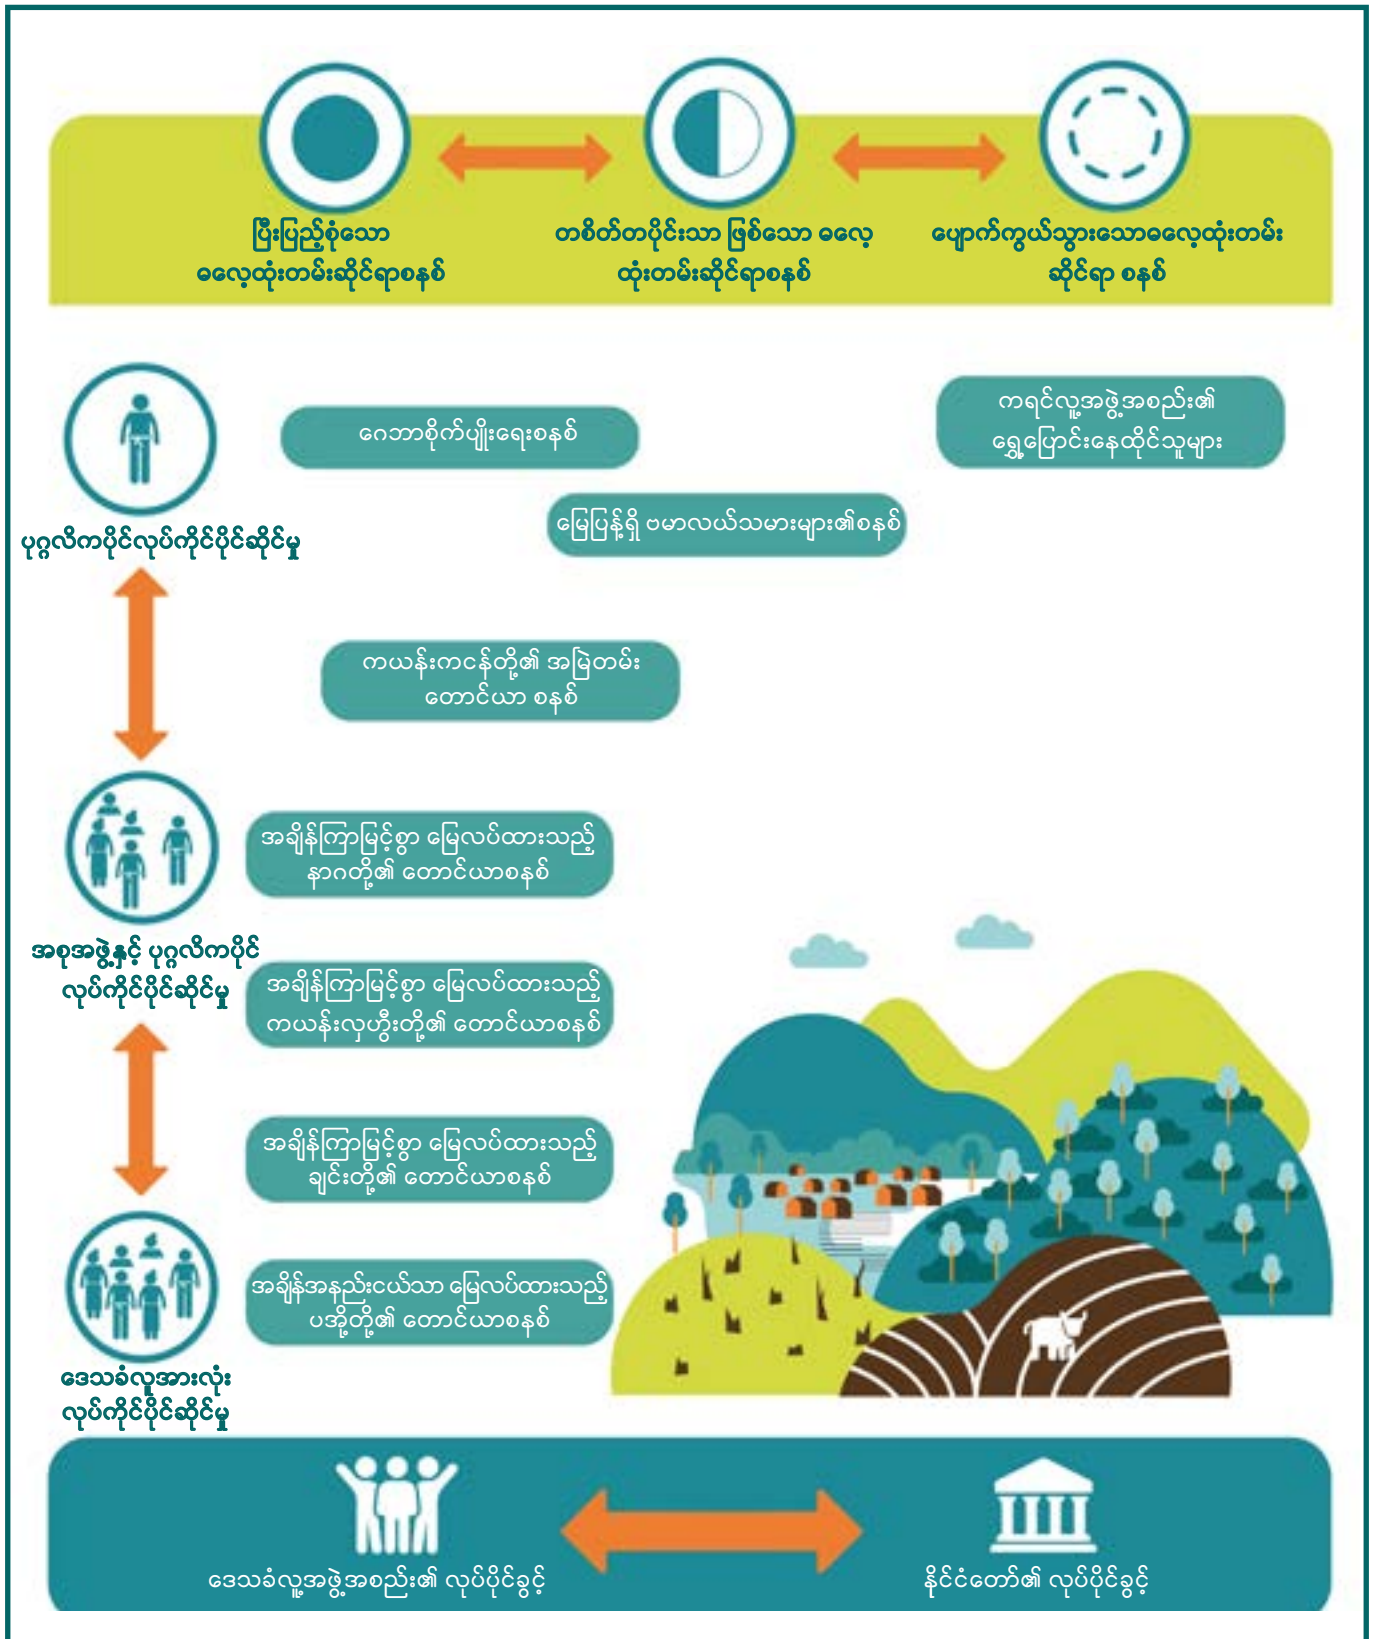 ပြီးပြည့်စုံသော
ဓလေ့ထုံးတမ်းဆိုင်ရာစနစ်
တစိတ်တပိုင်းသာ ဖြစ်သော ဓလေ့
ထုံးတမ်းဆိုင်ရာစနစ်
ပျောက်ကွယ်သွားသောဓလေ့ထုံးတမ်း
ဆိုင်ရာ စနစ်
ပုဂ္ဂလိကပိုင်လုပ်ကိုင်ပိုင်ဆိုင်မှု
ဂေဘာစိုက်ပျိုးရေးစနစ်
ကရင်လူ့အဖွဲ့အစည်း၏
ရွှေ့ပြောင်းနေထိုင်သူများ
မြေပြန့်ရှိ ဗမာလယ်သမားများ၏စနစ်
ကယန်းကငန်တို့၏ အမြဲတမ်း
တောင်ယာ စနစ်
အစုအဖွဲ့နှင့် ပုဂ္ဂလိကပိုင်
လုပ်ကိုင်ပိုင်ဆိုင်မှု
အချိန်ကြာမြင့်စွာ မြေလပ်ထားသည့်
နာဂတို့၏ တောင်ယာစနစ်
အချိန်ကြာမြင့်စွာ မြေလပ်ထားသည့်
ကယန်းလှဟွီးတို့၏ တောင်ယာစနစ်
အချိန်ကြာမြင့်စွာ မြေလပ်ထားသည့်
ချင်းတို့၏ တောင်ယာစနစ်
အချိန်အနည်းငယ်သာ မြေလပ်ထားသည့်
ပအို့တို့၏ တောင်ယာစနစ်
ဒေသခံလူအားလုံး
လုပ်ကိုင်ပိုင်ဆိုင်မှု
ဒေသခံလူ့အဖွဲ့အစည်း၏ လုပ်ပိုင်ခွင့်
နိုင်ငံတော်၏ လုပ်ပိုင်ခွင့်